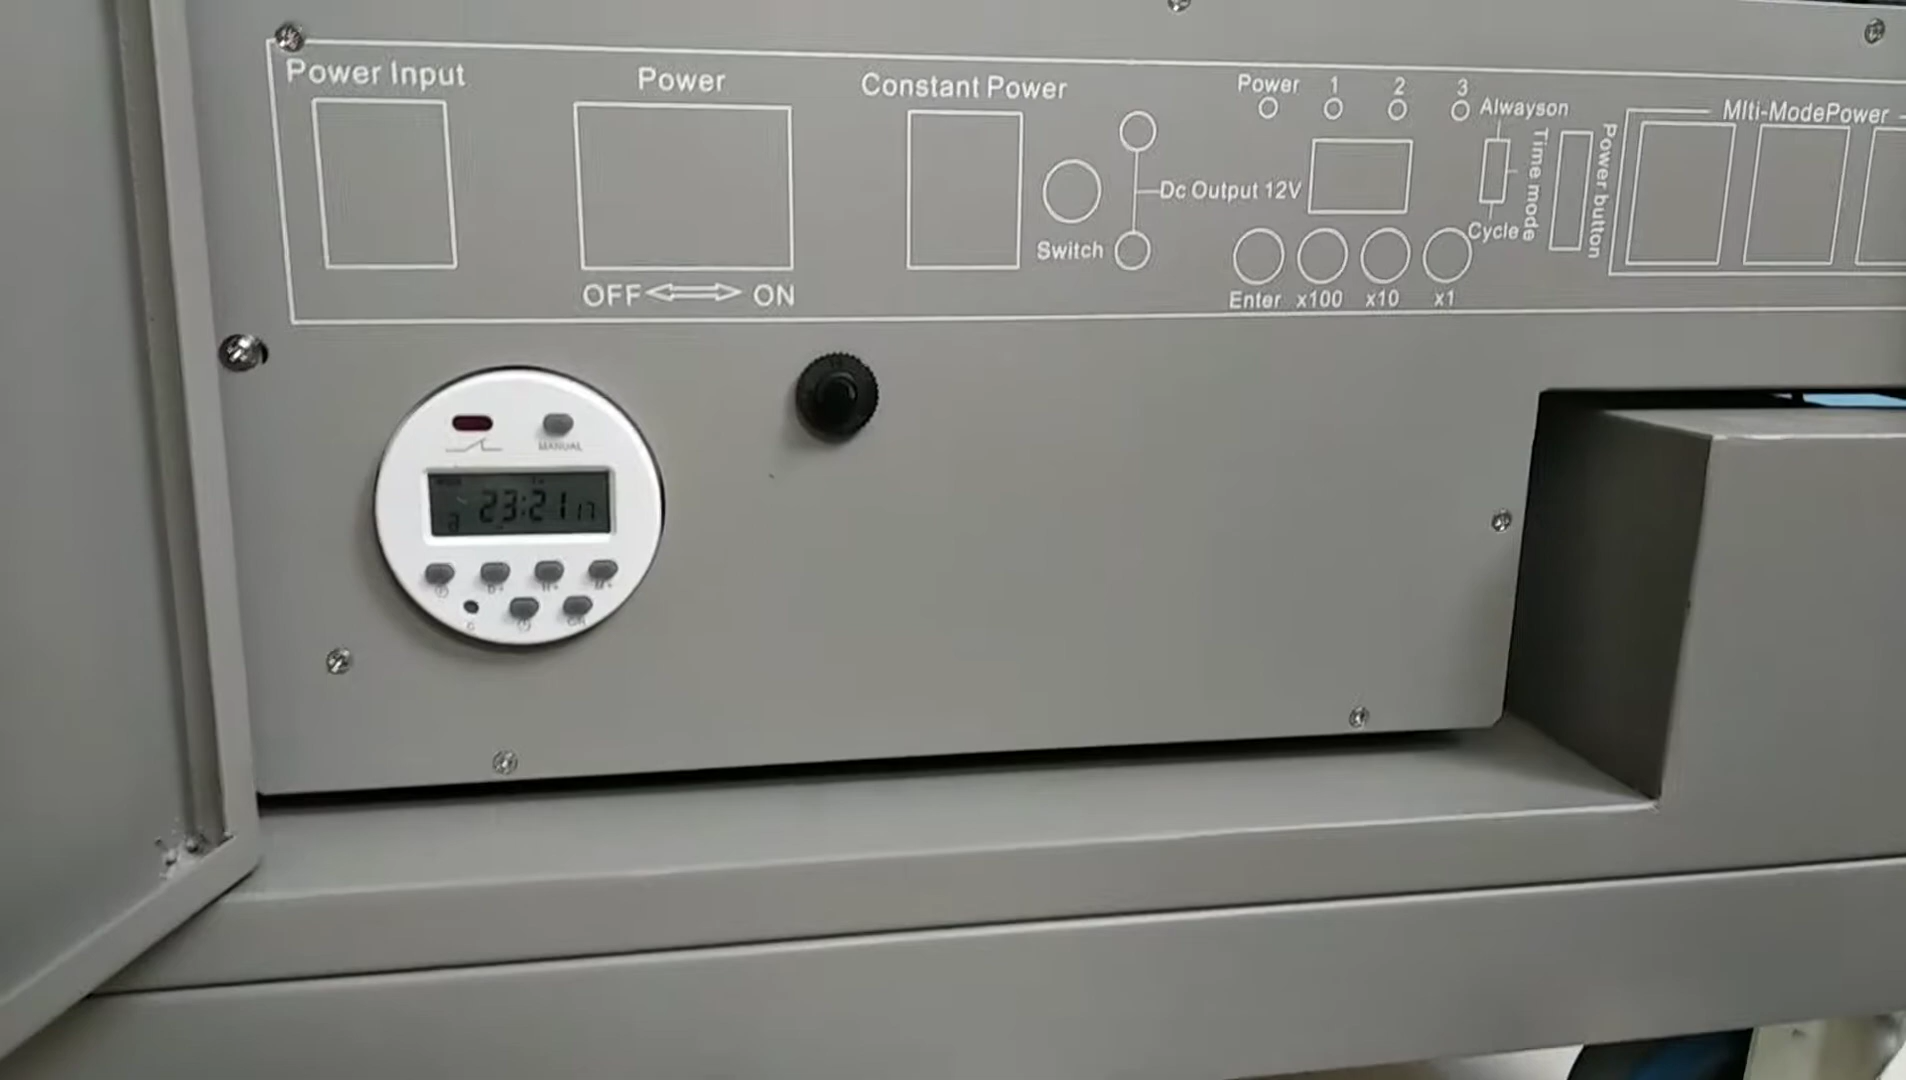 Power Input
Power
OFF ON
Constant Power
Switch
Dc Output 12V
Power 1 2 3
Alwayson
Time mode
Cycle
Enter x100 x10 x1
Power button
Mlti-ModePower
MANUAL
23:21 17
D+ H+ M+
C